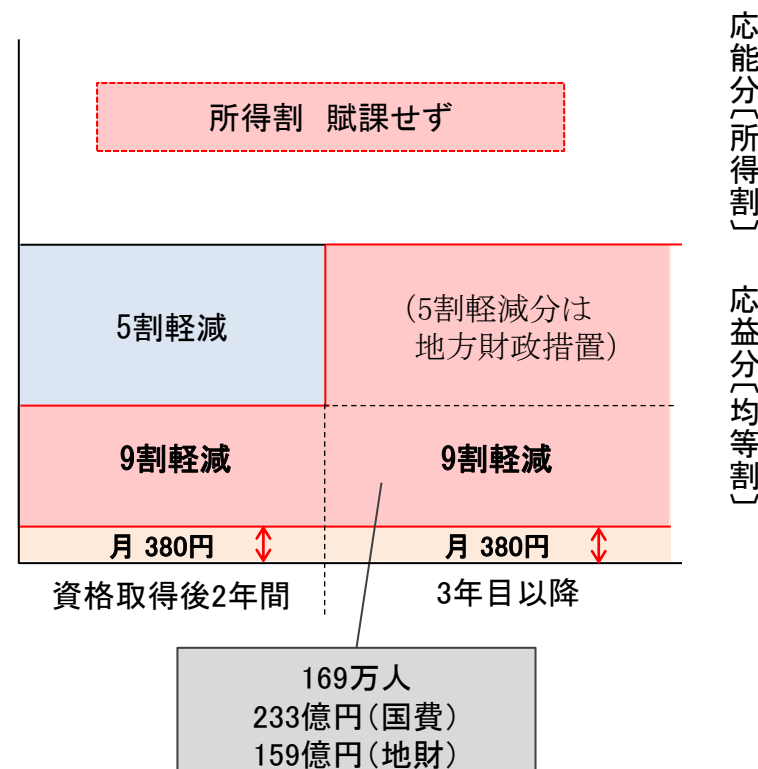 所得割 賦課せず
応能分〔所得割〕
5割軽減
(5割軽減分は
地方財政措置)
応益分〔均等割〕
9割軽減
9割軽減
月 380円
月 380円
資格取得後2年間
3年目以降
169万人
233億円(国費)
159億円(地財)